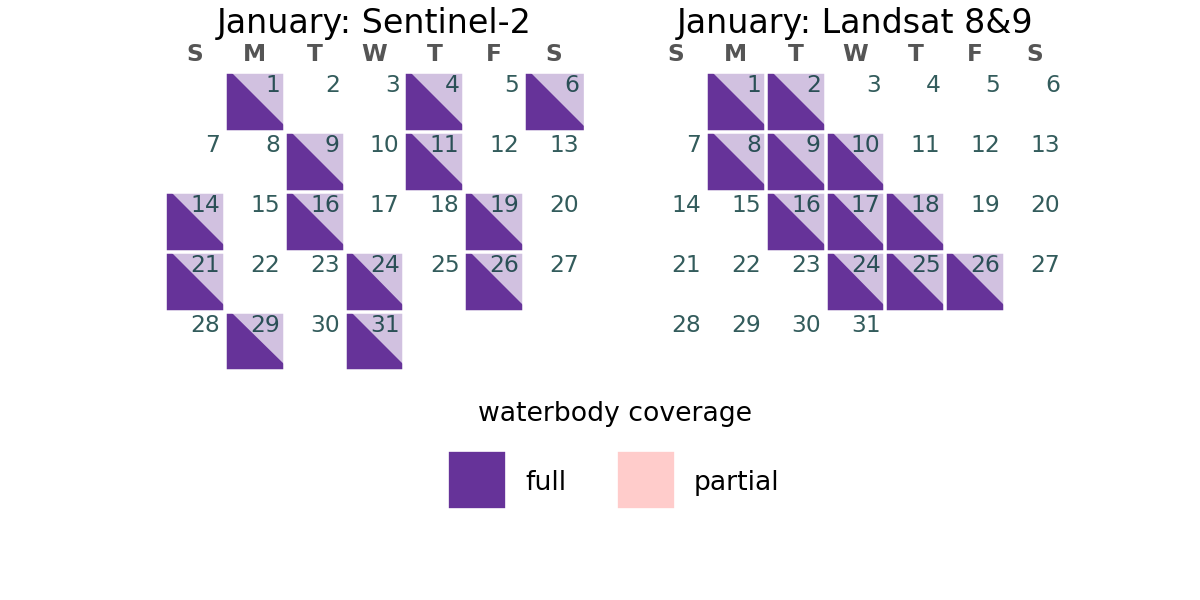 January: Sentinel-2
S M T W T F S
1 2 3 4 5 6
7 8 9 10 11 12 13
14 15 16 17 18 19 20
21 22 23 24 25 26 27
28 29 30 31
January: Landsat 8&9
S M T W T F S
1 2 3 4 5 6
7 8 9 10 11 12 13
14 15 16 17 18 19 20
21 22 23 24 25 26 27
28 29 30 31
waterbody coverage
full partial